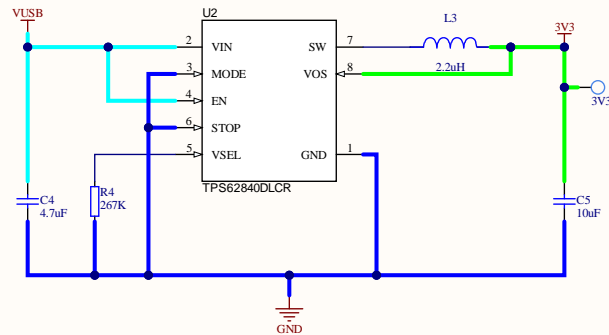 VUSB
U2
L3
3V3
2 VIN SW 7
3 MODE VOS 8 2.2uH
4 EN
3V3
6 STOP
5 VSEL GND 1
TPS62840DLCR
C4 R4 C5
4.7uF 267K 10uF
GND